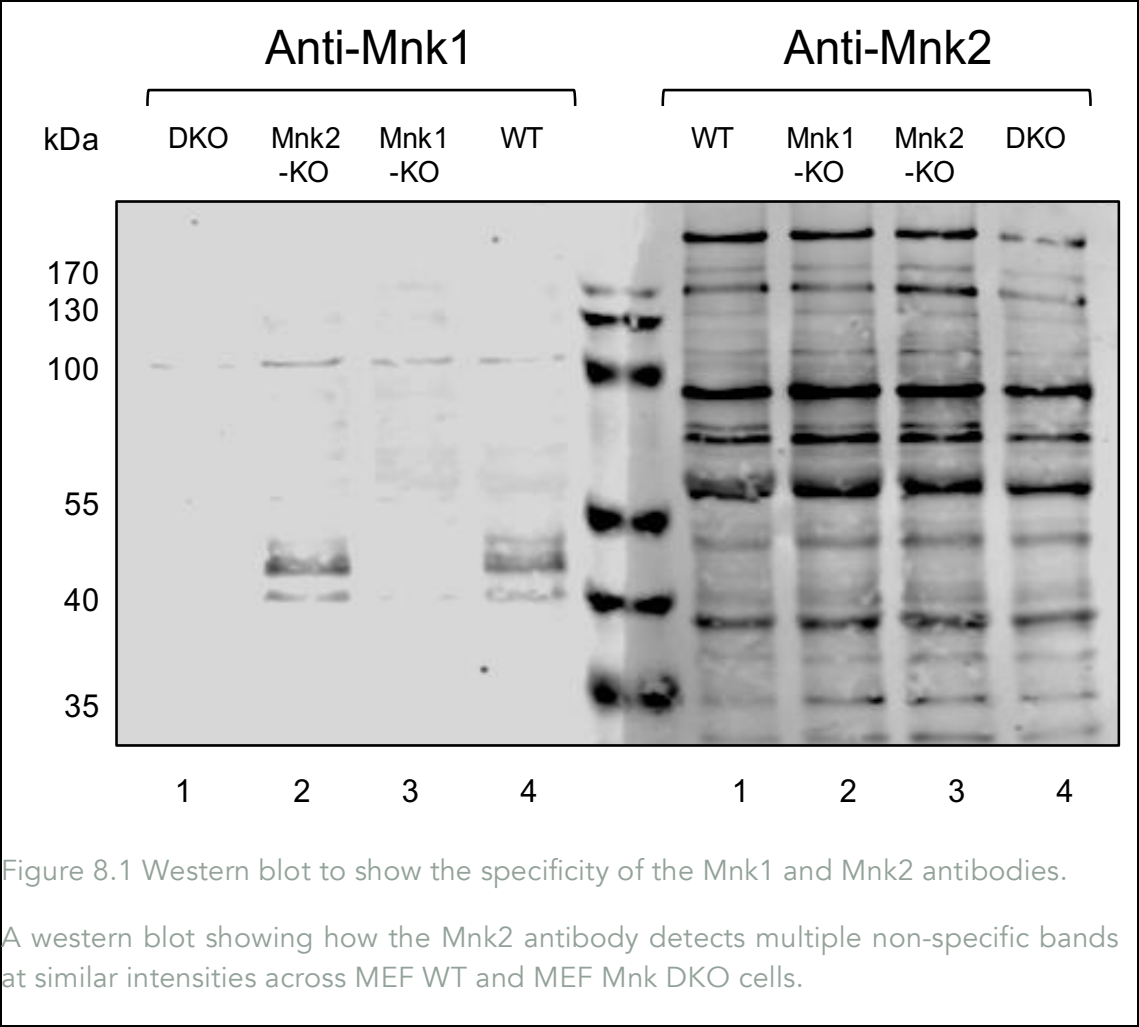 Anti-Mnk1 Anti-Mnk2
kDa DKO Mnk2 -KO Mnk1 -KO WT WT Mnk1 -KO Mnk2 -KO DKO
170
130
100
55
40
35
1 2 3 4 1 2 3 4
Figure 8.1 Western blot to show the specificity of the Mnk1 and Mnk2 antibodies.
A western blot showing how the Mnk2 antibody detects multiple non-specific bands
at similar intensities across MEF WT and MEF Mnk DKO cells.